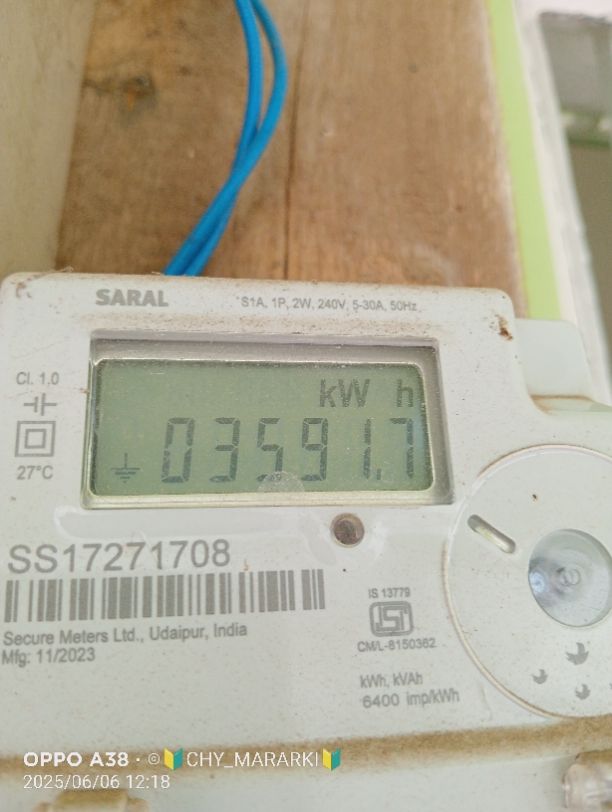 SARAL
S1A, 1P, 2W, 240V, 5-30A, 50Hz
Cl. 1.0
kW h
03591.7
27°C
SS17271708
Secure Meters Ltd., Udaipur, India
Mfg: 11/2023
IS 13779
ISI
CM/L-8150362
kWh, kVAh
6400 imp/kWh
OPPO A38 · ©🔰CHY_MARARKI🔰
2025/06/06 12:18